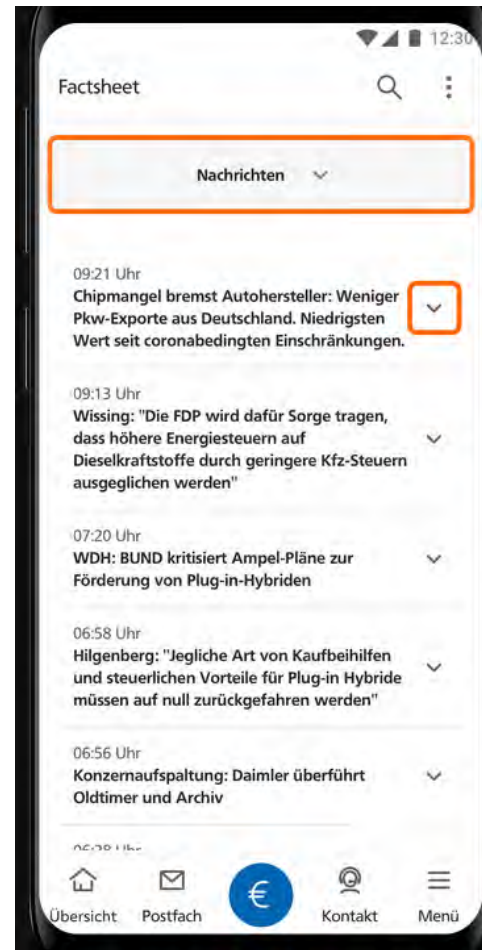 12:30
Factsheet
Nachrichten
09:21 Uhr
Chipmangel bremst Autohersteller: Weniger
Pkw-Exporte aus Deutschland. Niedrigsten
Wert seit coronabedingten Einschränkungen.
09:13 Uhr
Wissing: "Die FDP wird dafür Sorge tragen,
dass höhere Energiesteuern auf
Dieselkraftstoffe durch geringere Kfz-Steuern
ausgeglichen werden"
07:20 Uhr
WDH: BUND kritisiert Ampel-Pläne zur
Förderung von Plug-in-Hybriden
06:58 Uhr
Hilgenberg: "Jegliche Art von Kaufbeihilfen
und steuerlichen Vorteile für Plug-in Hybride
müssen auf null zurückgefahren werden"
06:56 Uhr
Konzernaufspaltung: Daimler überführt
Oldtimer und Archiv
€
Übersicht Postfach Kontakt Menü